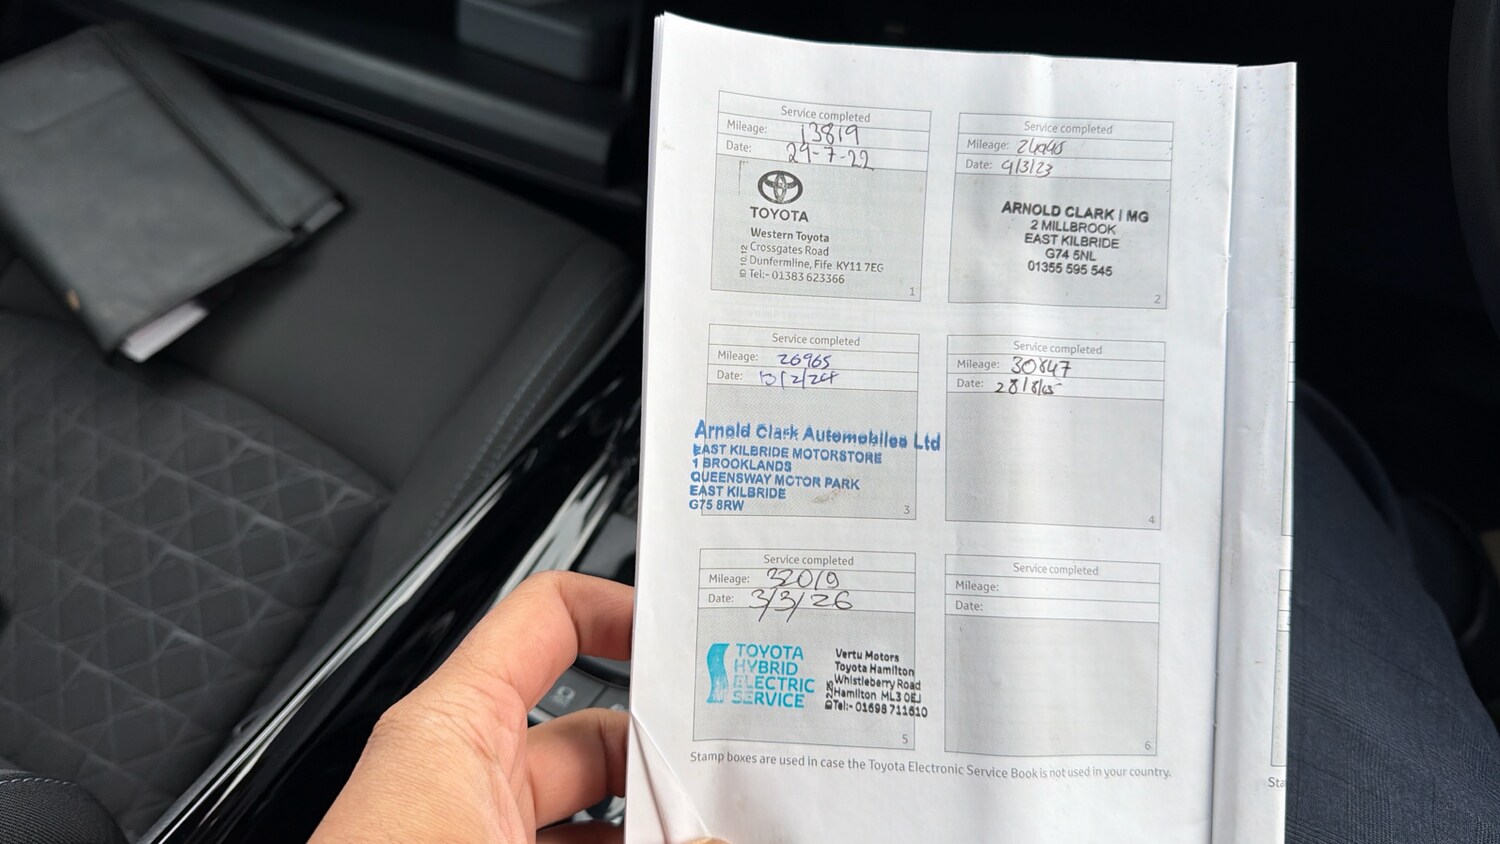 Service completed
Mileage: 13819
Date: 29-7-22
TOYOTA
Western Toyota
Crossgates Road
Dunfermline, Fife KY11 7EG
Tel:- 01383 623366
1
Service completed
Mileage:
Date: 9/3/23
ARNOLD CLARK | MG
2 MILLBROOK
EAST KILBRIDE
G74 5NL
01355 595 545
2
Service completed
Mileage: 26965
Date: 13/2/24
Arnold Clark Automobiles Ltd
EAST KILBRIDE MOTORSTORE
1 BROOKLANDS
QUEENSWAY MOTOR PARK
EAST KILBRIDE
G75 8RW
3
Service completed
Mileage: 30847
Date:
4
Service completed
Mileage: 32019
Date: 3/3/26
TOYOTA
HYBRID
ELECTRIC
SERVICE
Vertu Motors
Toyota Hamilton
Whistleberry Road
Hamilton ML3 0EJ
Tel:- 01698 711610
5
Service completed
Mileage:
Date:
6
Stamp boxes are used in case the Toyota Electronic Service Book is not used in your country.
Sta